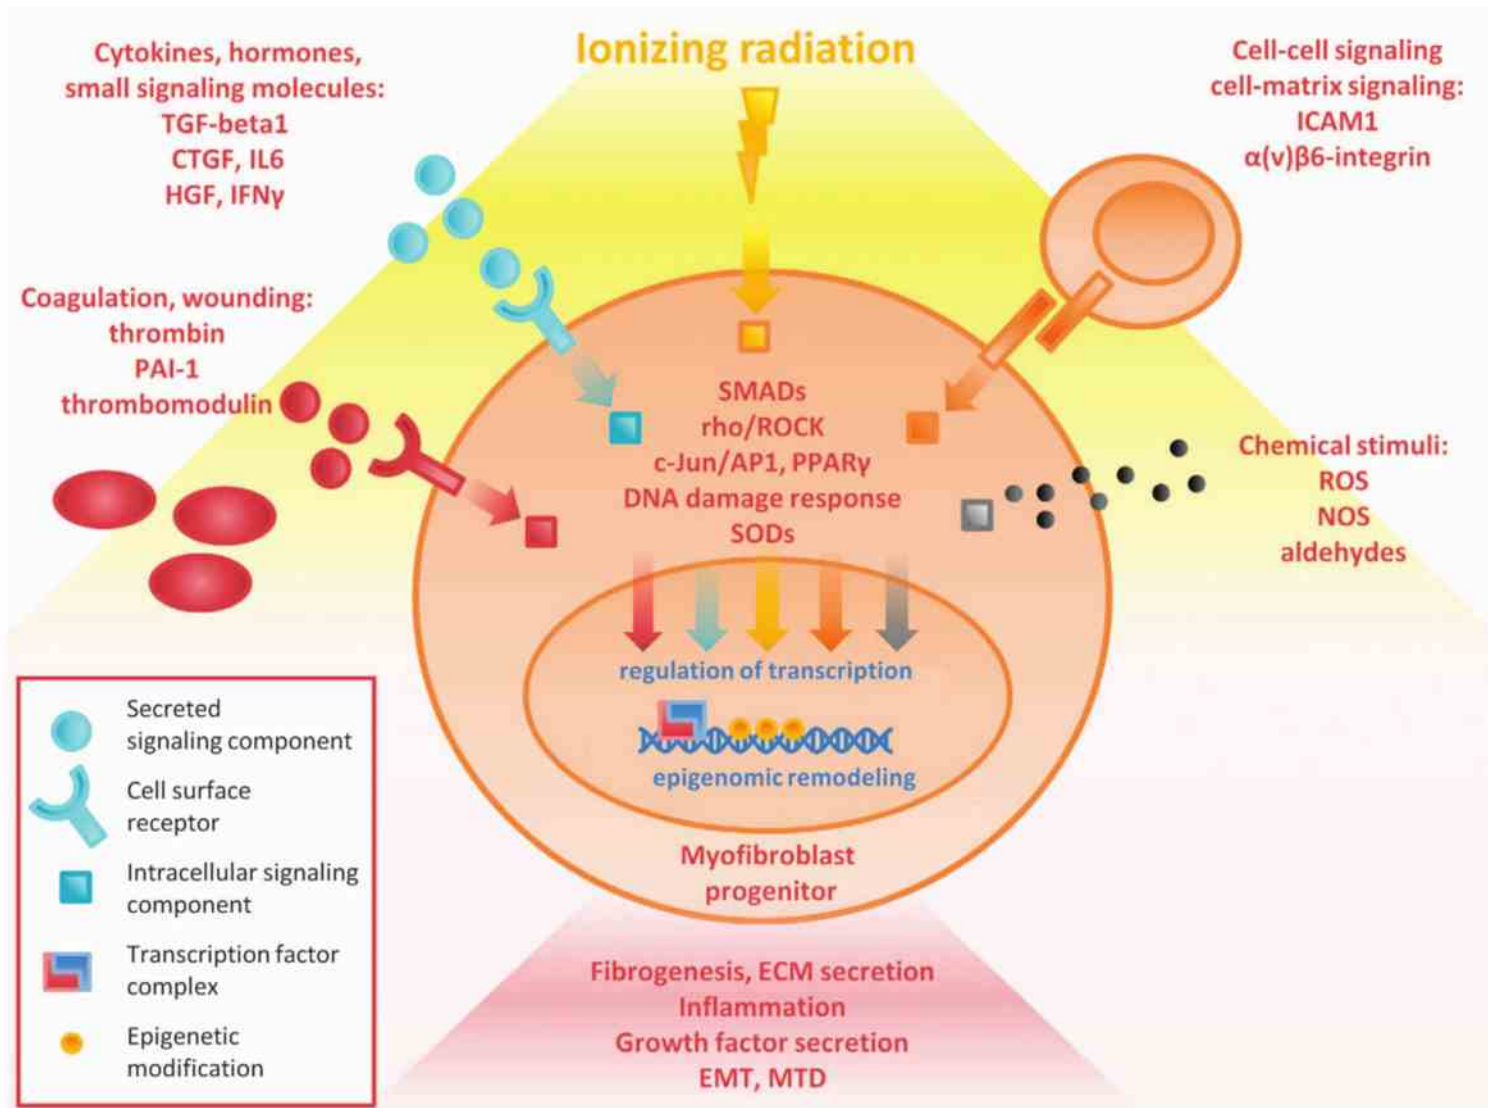 Ionizing radiation
Cytokines, hormones,
small signaling molecules:
TGF-beta1
CTGF, IL6
HGF, IFNγ
Cell-cell signaling
cell-matrix signaling:
ICAM1
α(v)β6-integrin
Coagulation, wounding:
thrombin
PAI-1
thrombomodulin
SMADs
rho/ROCK
c-Jun/AP1, PPARγ
DNA damage response
SODs
Chemical stimuli:
ROS
NOS
aldehydes
regulation of transcription
epigenomic remodeling
Myofibroblast
progenitor
Secreted
signaling component
Cell surface
receptor
Intracellular signaling
component
Transcription factor
complex
Epigenetic
modification
Fibrogenesis, ECM secretion
Inflammation
Growth factor secretion
EMT, MTD